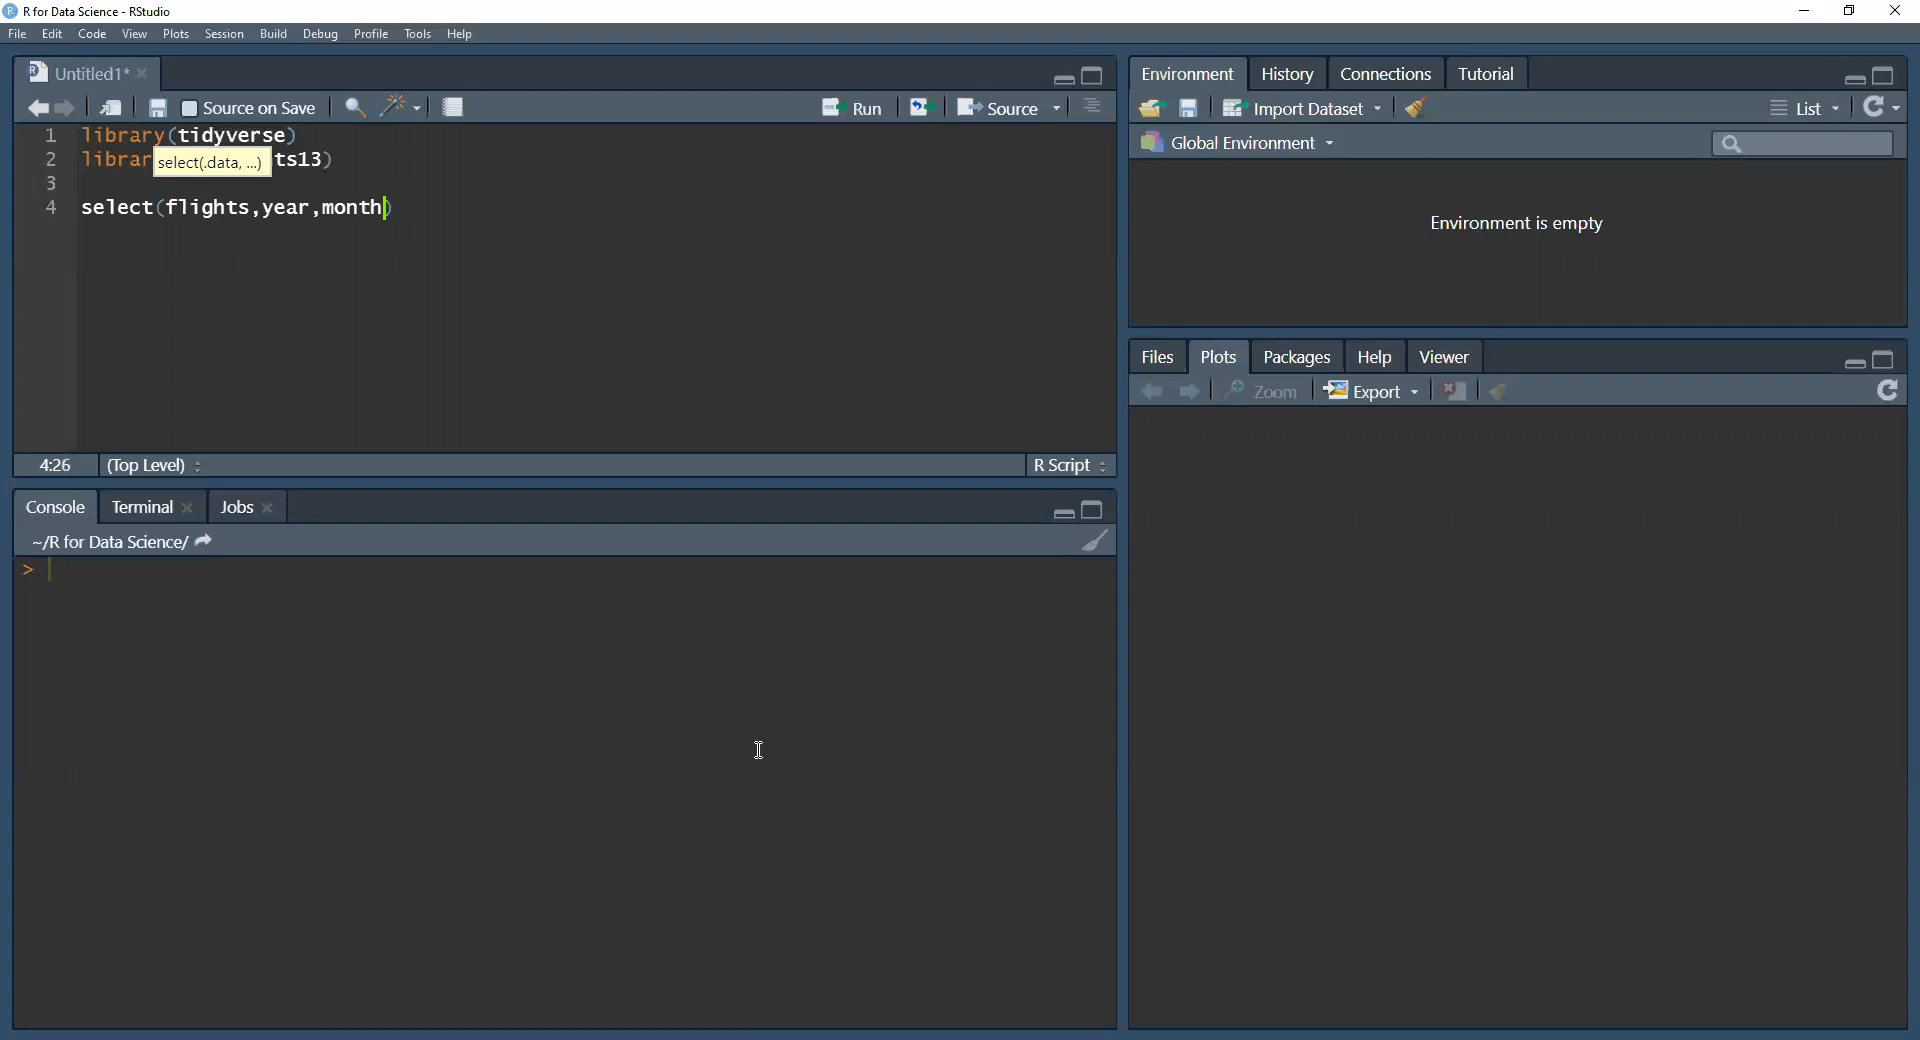 R for Data Science - RStudio
File Edit Code View Plots Session Build Debug Profile Tools Help
Untitled1*
Source on Save Run Source
1 library(tidyverse)
2 librar ts13)
select(.data, ...)
3
4 select(flights,year,month)
4:26 (Top Level) R Script
Console Terminal Jobs
~/R for Data Science/
>
Environment History Connections Tutorial
Import Dataset List
Global Environment
Environment is empty
Files Plots Packages Help Viewer
Zoom Export